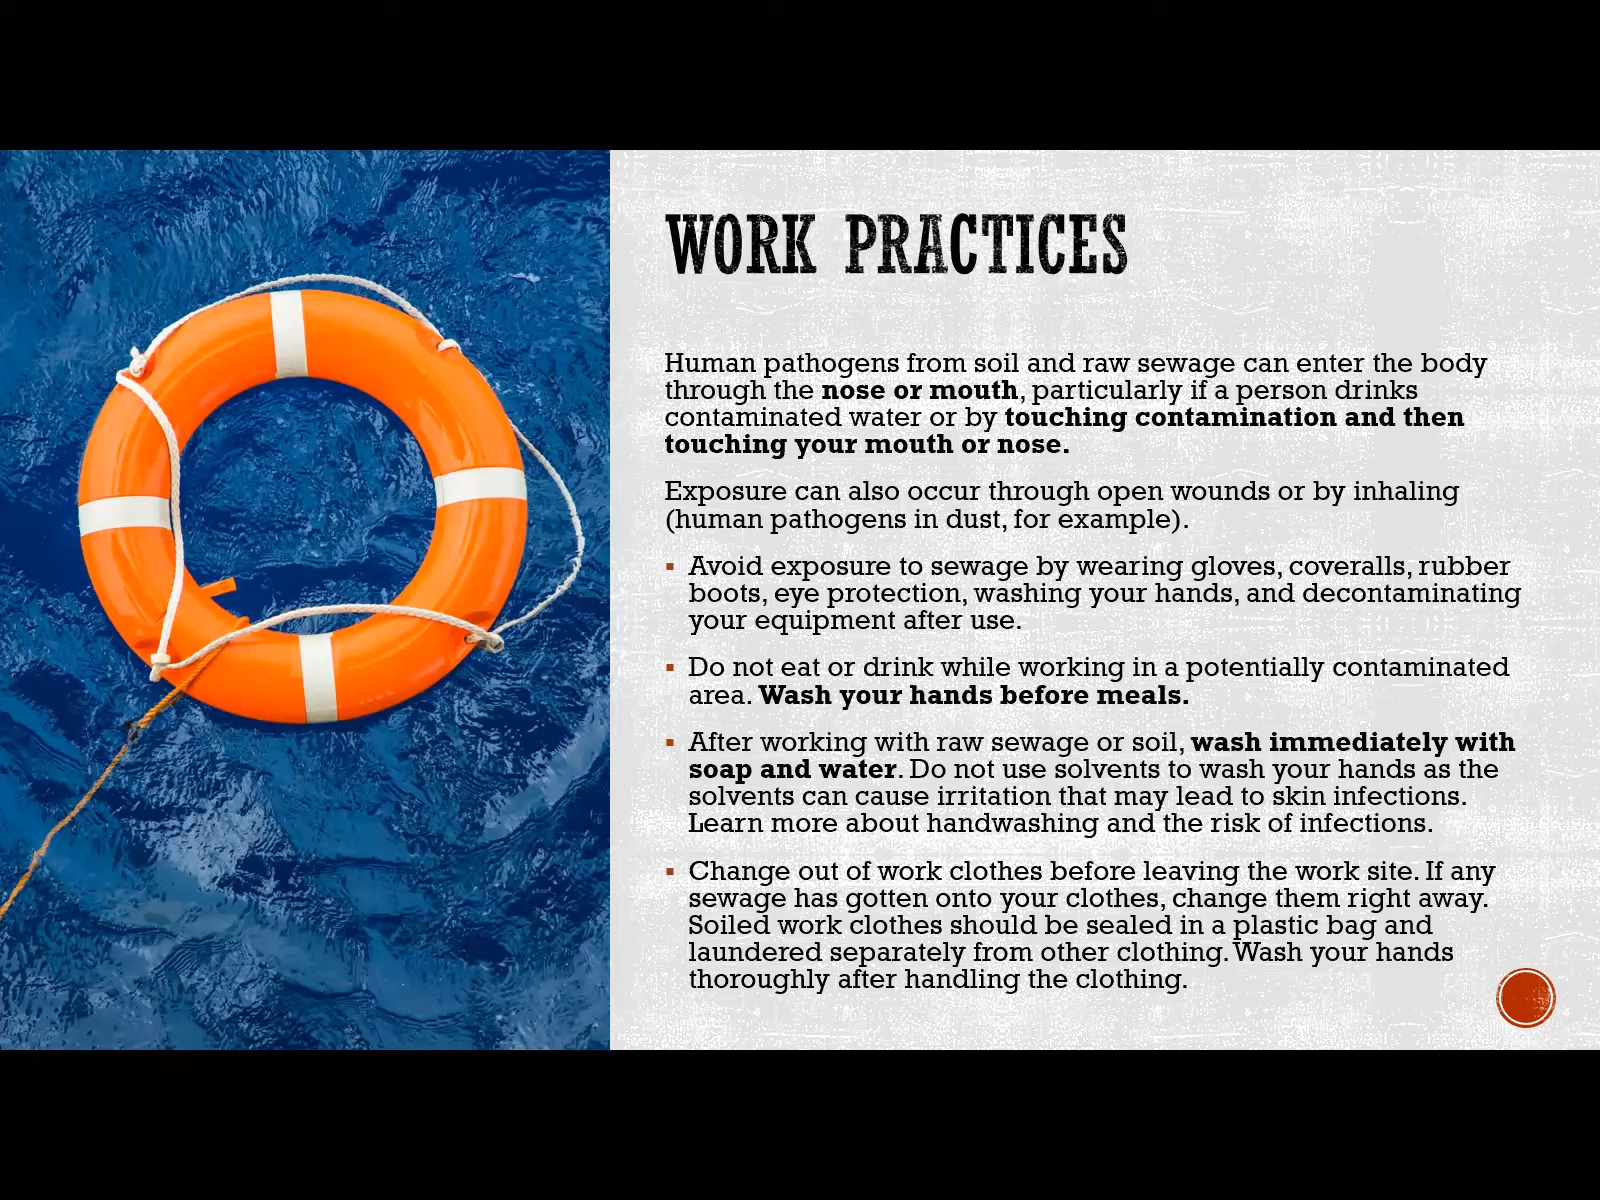 WORK PRACTICES
Human pathogens from soil and raw sewage can enter the body
through the nose or mouth, particularly if a person drinks
contaminated water or by touching contamination and then
touching your mouth or nose.
Exposure can also occur through open wounds or by inhaling
(human pathogens in dust, for example).
▪ Avoid exposure to sewage by wearing gloves, coveralls, rubber
boots, eye protection, washing your hands, and decontaminating
your equipment after use.
▪ Do not eat or drink while working in a potentially contaminated
area. Wash your hands before meals.
▪ After working with raw sewage or soil, wash immediately with
soap and water. Do not use solvents to wash your hands as the
solvents can cause irritation that may lead to skin infections.
Learn more about handwashing and the risk of infections.
▪ Change out of work clothes before leaving the work site. If any
sewage has gotten onto your clothes, change them right away.
Soiled work clothes should be sealed in a plastic bag and
laundered separately from other clothing. Wash your hands
thoroughly after handling the clothing.